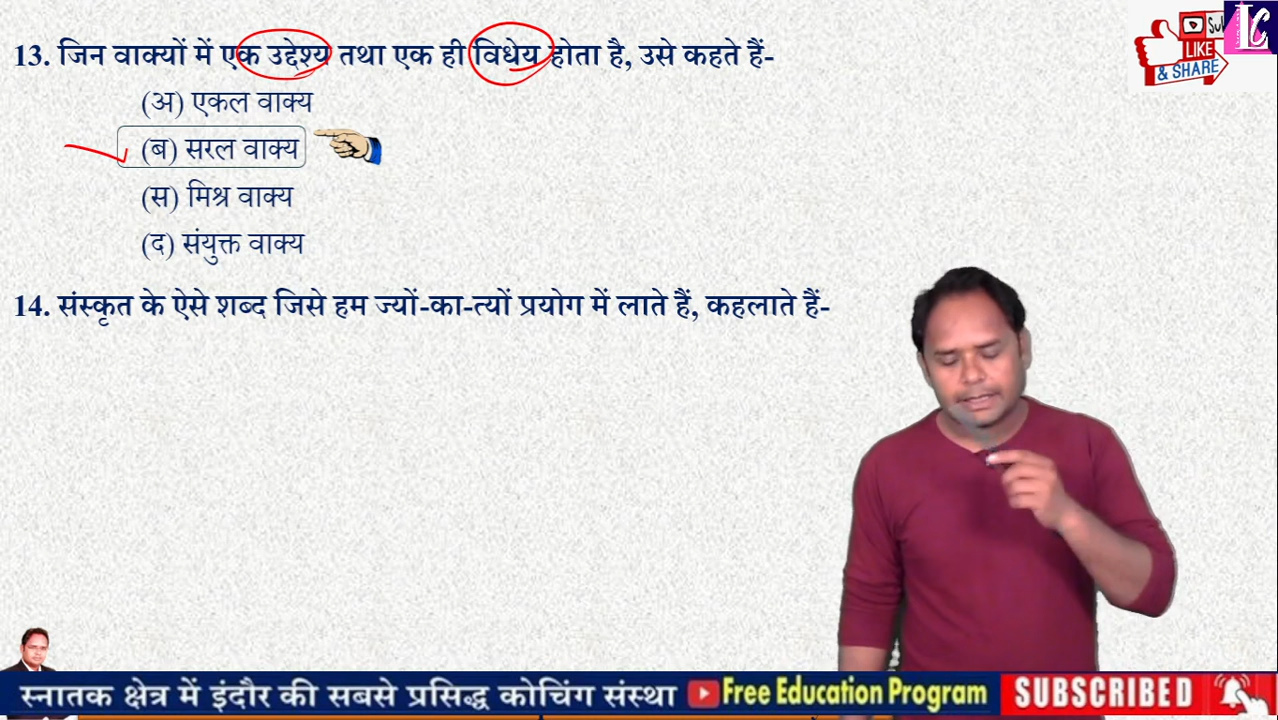 13. जिन वाक्यों में एक उद्देश्य तथा एक ही विधेय होता है, उसे कहते हैं-
(अ) एकल वाक्य
(ब) सरल वाक्य
(स) मिश्र वाक्य
(द) संयुक्त वाक्य
14. संस्कृत के ऐसे शब्द जिसे हम ज्यों-का-त्यों प्रयोग में लाते हैं, कहलाते हैं-
LIKE
& SHARE
LC
स्नातक क्षेत्र में इंदौर की सबसे प्रसिद्ध कोचिंग संस्था Free Education Program SUBSCRIBED